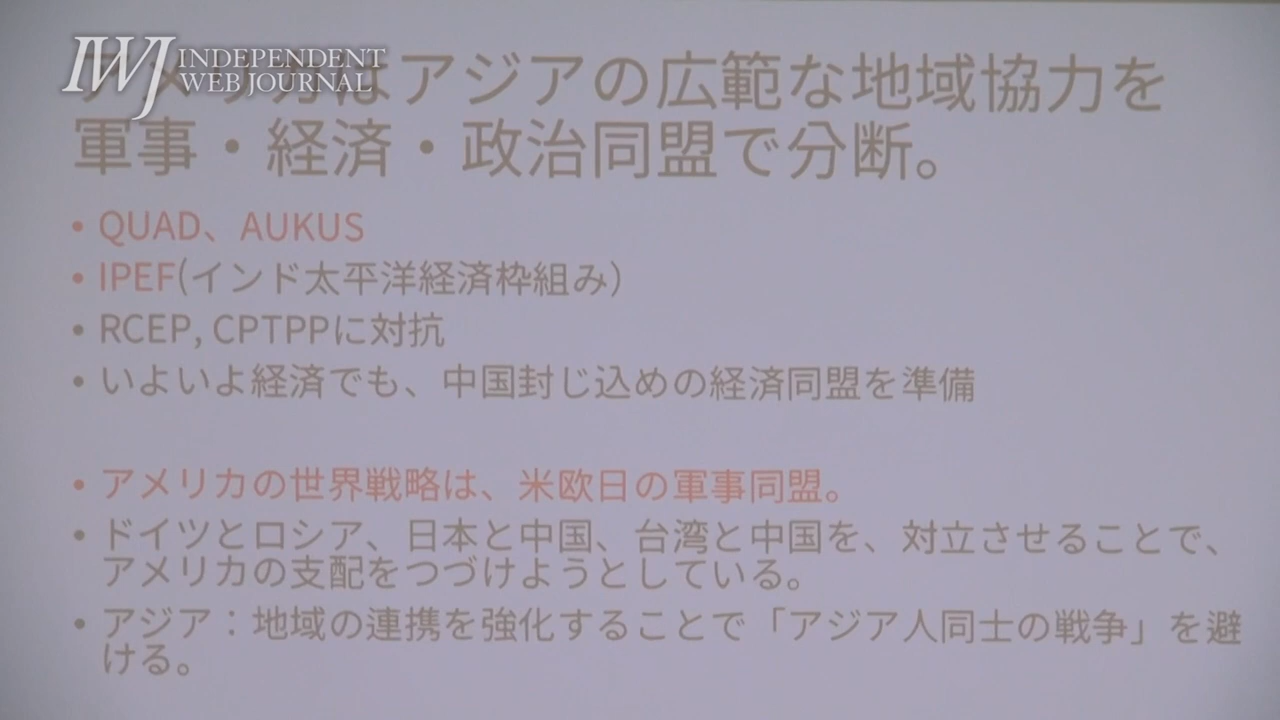 IWJ INDEPENDENT
WEB JOURNAL
アメリカはアジアの広範な地域協力を
軍事・経済・政治同盟で分断。
• QUAD、AUKUS
• IPEF(インド太平洋経済枠組み)
• RCEP, CPTPPに対抗
• いよいよ経済でも、中国封じ込めの経済同盟を準備
• アメリカの世界戦略は、米欧日の軍事同盟。
• ドイツとロシア、日本と中国、台湾と中国を、対立させることで、
アメリカの支配をつづけようとしている。
• アジア：地域の連携を強化することで「アジア人同士の戦争」を避
ける。